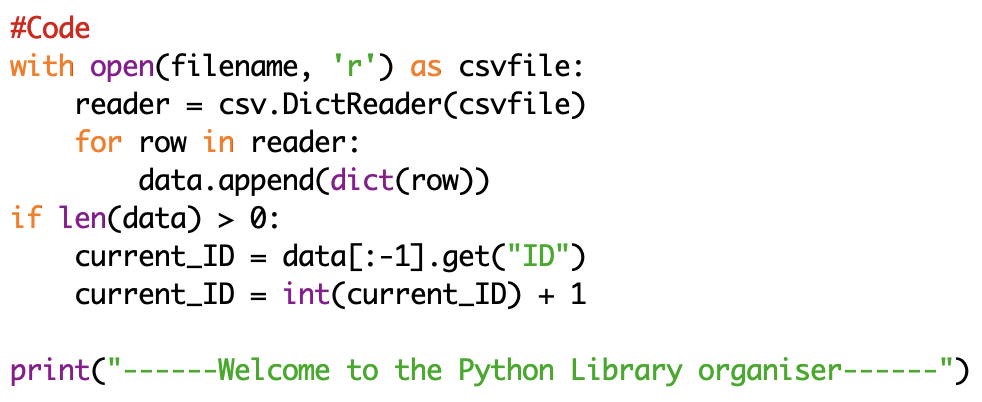 #Code
with open(filename, 'r') as csvfile:
    reader = csv.DictReader(csvfile)
    for row in reader:
        data.append(dict(row))
if len(data) > 0:
    current_ID = data[:-1].get("ID")
    current_ID = int(current_ID) + 1

print("------Welcome to the Python Library organiser------")